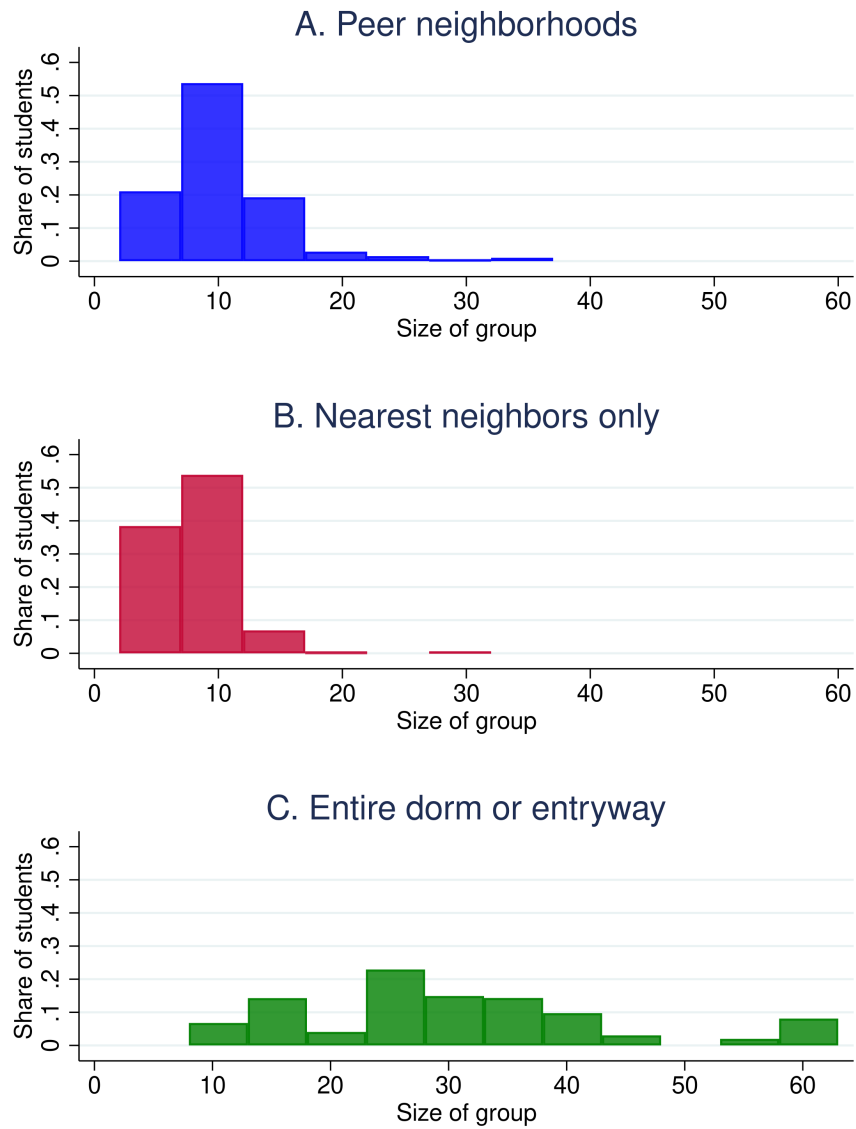 A. Peer neighborhoods
Share of students
0 .1 .2 .3 .4 .5 .6
0 10 20 30 40 50 60
Size of group
B. Nearest neighbors only
Share of students
0 .1 .2 .3 .4 .5 .6
0 10 20 30 40 50 60
Size of group
C. Entire dorm or entryway
Share of students
0 .1 .2 .3 .4 .5 .6
0 10 20 30 40 50 60
Size of group